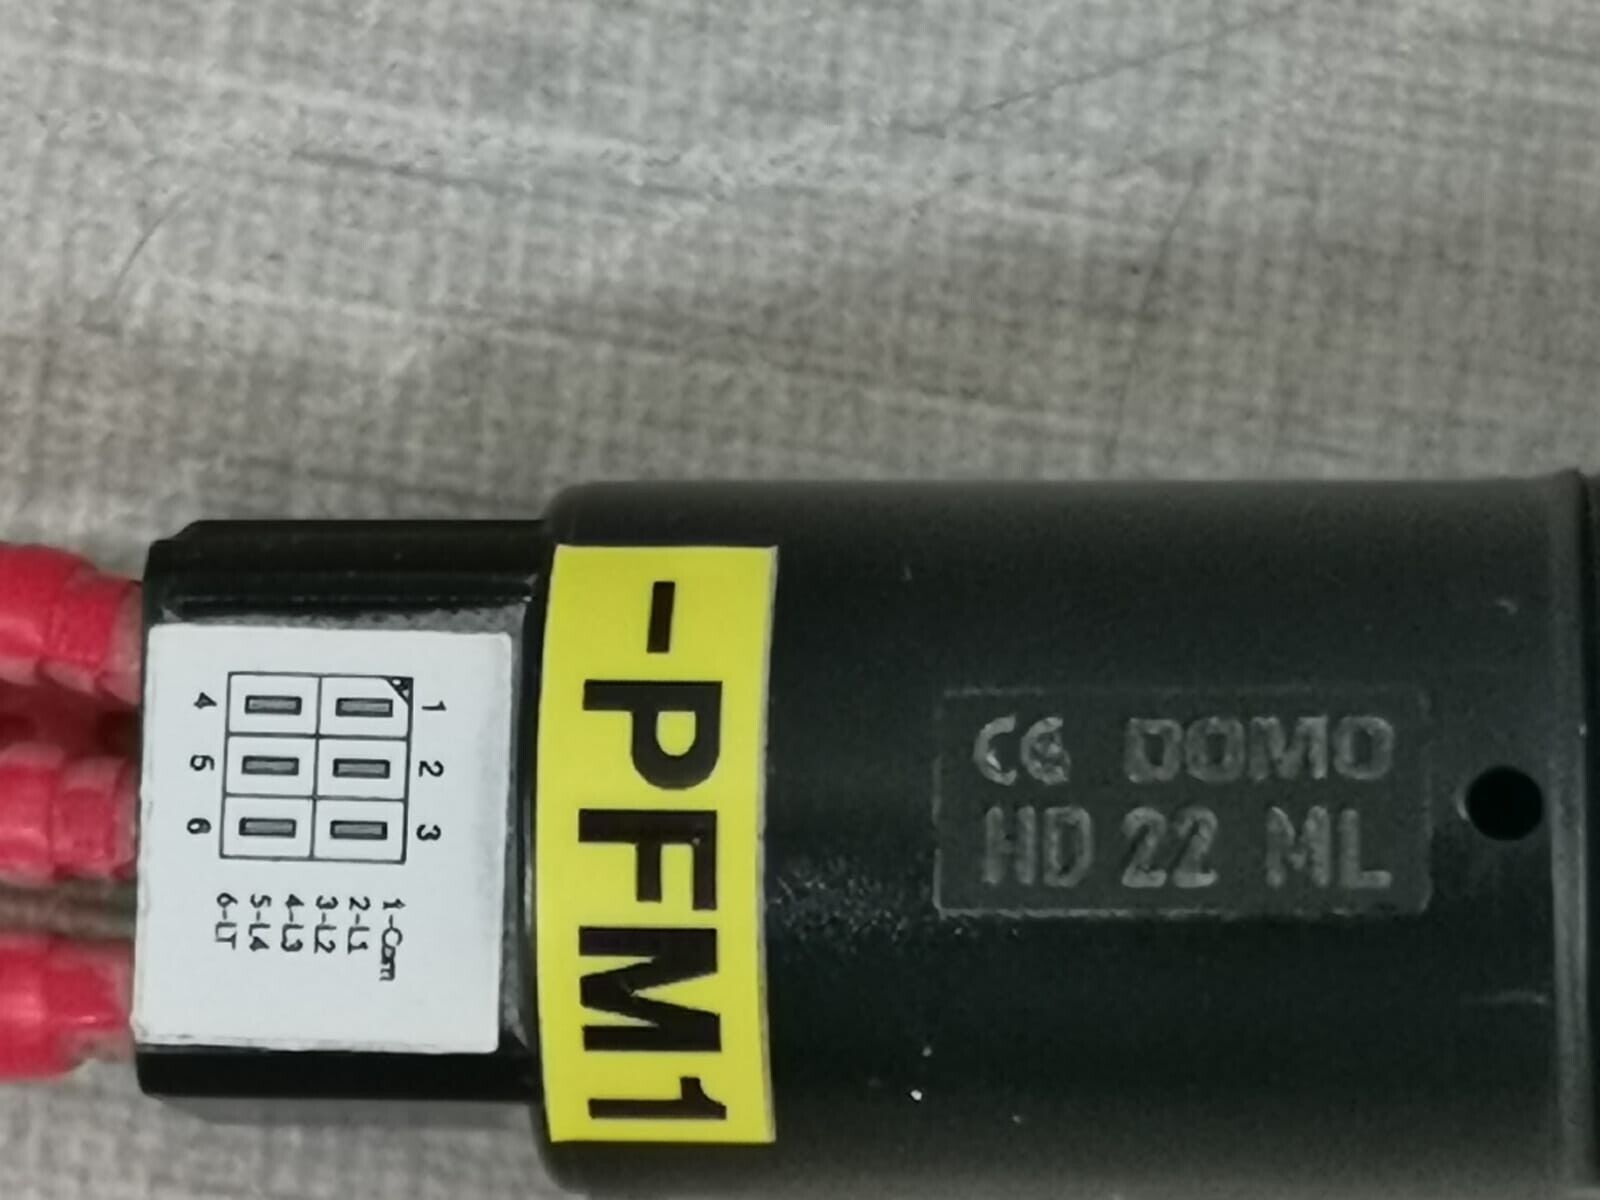 1
2
3
4
5
6
1-Com
2-L1
3-L2
4-L3
5-L4
6-LT
-PFM1
CE DOMO
HD 22 ML